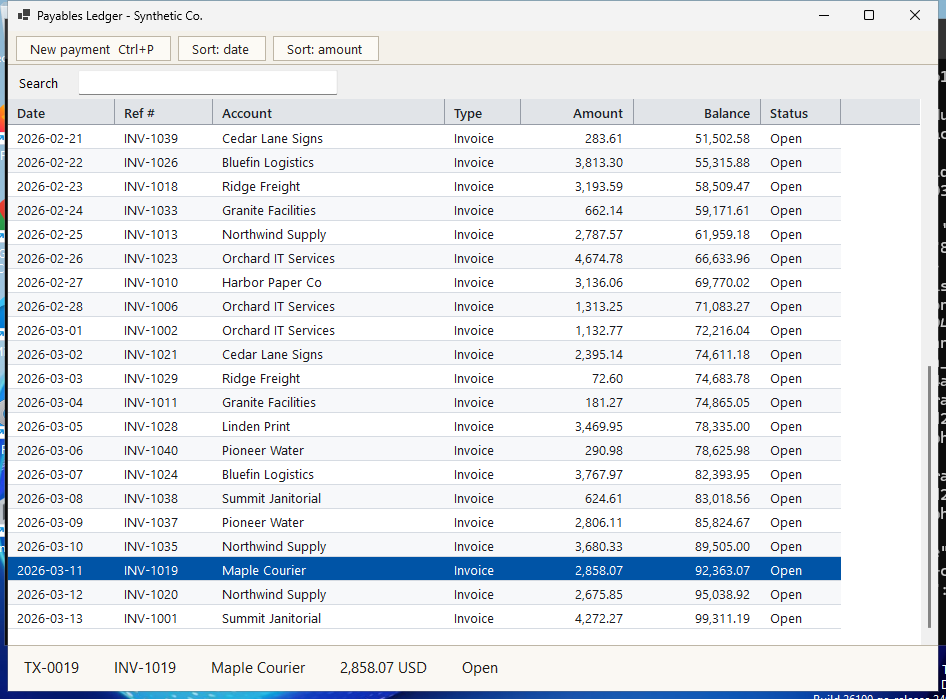 Payables Ledger - Synthetic Co.
New payment Ctrl+P Sort: date Sort: amount
Search
Date Ref # Account Type Amount Balance Status
2026-02-21 INV-1039 Cedar Lane Signs Invoice 283.61 51,502.58 Open
2026-02-22 INV-1026 Bluefin Logistics Invoice 3,813.30 55,315.88 Open
2026-02-23 INV-1018 Ridge Freight Invoice 3,193.59 58,509.47 Open
2026-02-24 INV-1033 Granite Facilities Invoice 662.14 59,171.61 Open
2026-02-25 INV-1013 Northwind Supply Invoice 2,787.57 61,959.18 Open
2026-02-26 INV-1023 Orchard IT Services Invoice 4,674.78 66,633.96 Open
2026-02-27 INV-1010 Harbor Paper Co Invoice 3,136.06 69,770.02 Open
2026-02-28 INV-1006 Orchard IT Services Invoice 1,313.25 71,083.27 Open
2026-03-01 INV-1002 Orchard IT Services Invoice 1,132.77 72,216.04 Open
2026-03-02 INV-1021 Cedar Lane Signs Invoice 2,395.14 74,611.18 Open
2026-03-03 INV-1029 Ridge Freight Invoice 72.60 74,683.78 Open
2026-03-04 INV-1011 Granite Facilities Invoice 181.27 74,865.05 Open
2026-03-05 INV-1028 Linden Print Invoice 3,469.95 78,335.00 Open
2026-03-06 INV-1040 Pioneer Water Invoice 290.98 78,625.98 Open
2026-03-07 INV-1024 Bluefin Logistics Invoice 3,767.97 82,393.95 Open
2026-03-08 INV-1038 Summit Janitorial Invoice 624.61 83,018.56 Open
2026-03-09 INV-1037 Pioneer Water Invoice 2,806.11 85,824.67 Open
2026-03-10 INV-1035 Northwind Supply Invoice 3,680.33 89,505.00 Open
2026-03-11 INV-1019 Maple Courier Invoice 2,858.07 92,363.07 Open
2026-03-12 INV-1020 Northwind Supply Invoice 2,675.85 95,038.92 Open
2026-03-13 INV-1001 Summit Janitorial Invoice 4,272.27 99,311.19 Open
TX-0019 INV-1019 Maple Courier 2,858.07 USD Open